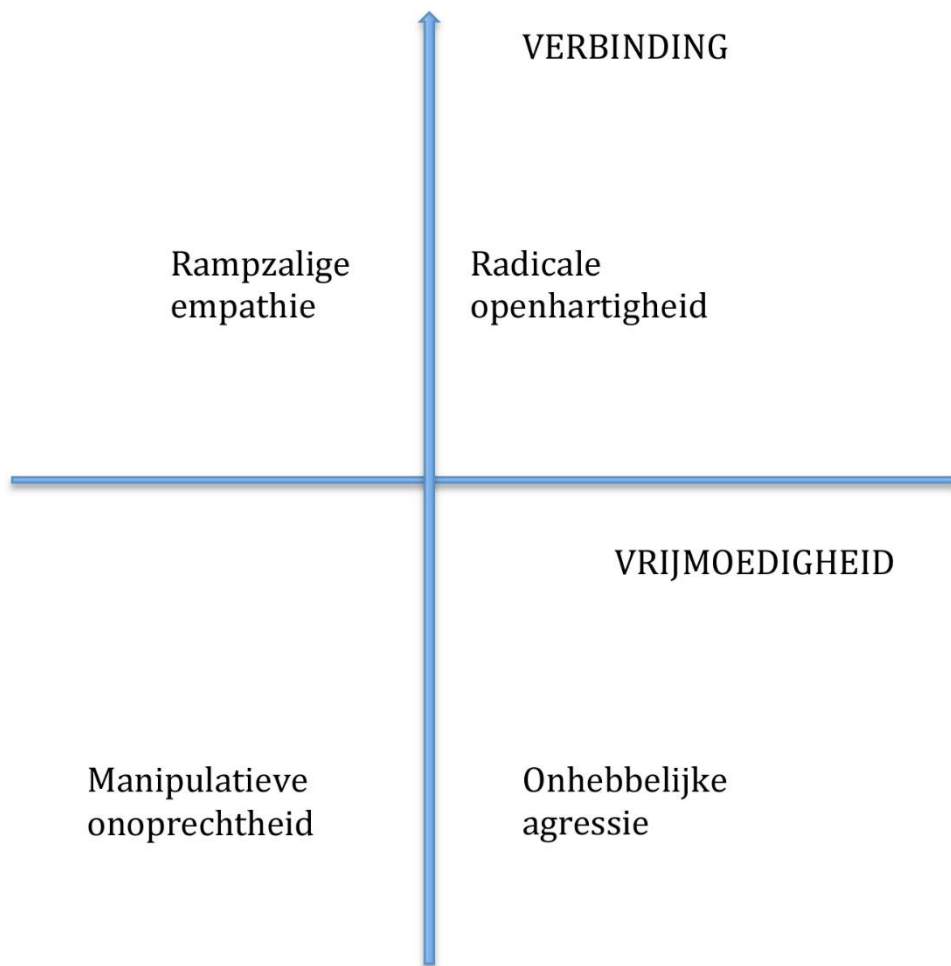 VERBINDING
Rampzalige
empathie
Radicale
openhartigheid
VRIJMOEDIGHEID
Manipulatieve
onoprechtheid
Onhebbelijke
agressie